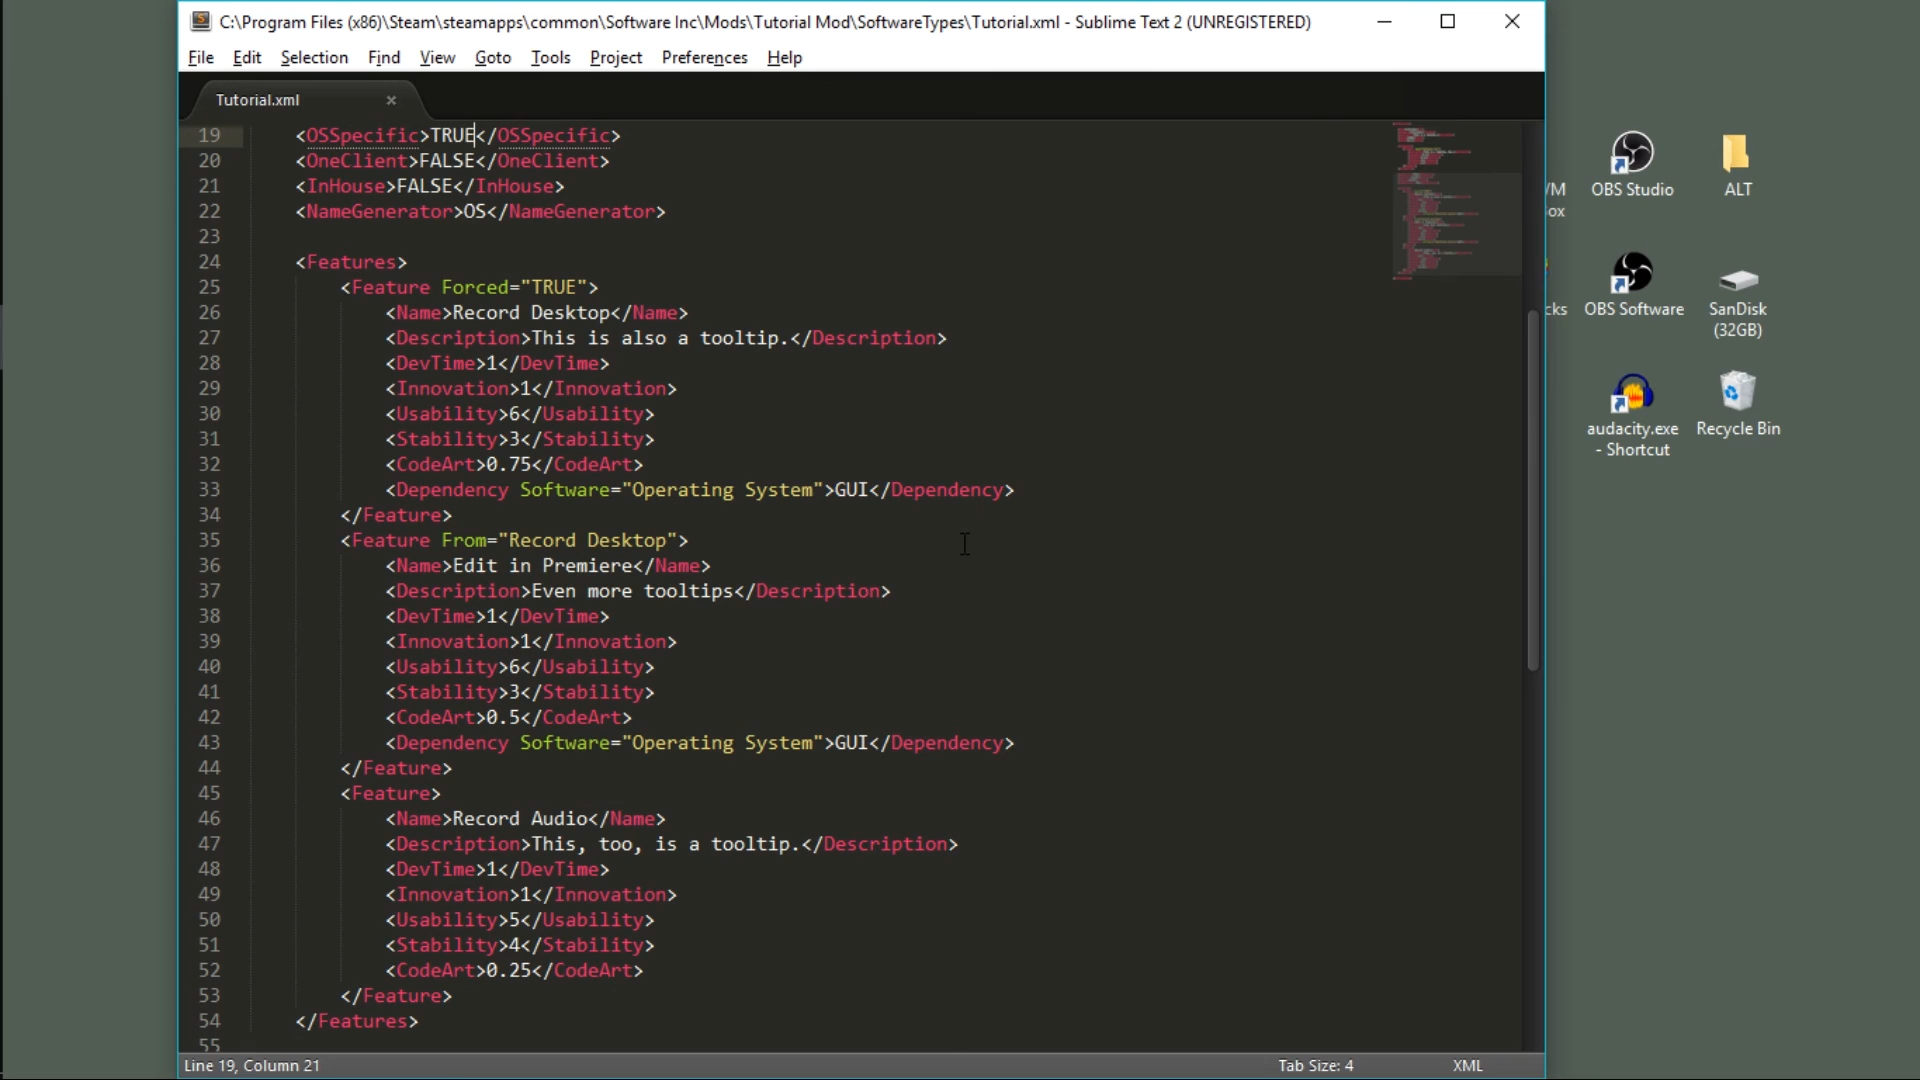 C:\Program Files (x86)\Steam\steamapps\common\Software Inc\Mods\Tutorial Mod\SoftwareTypes\Tutorial.xml - Sublime Text 2 (UNREGISTERED)
File Edit Selection Find View Goto Tools Project Preferences Help
Tutorial.xml
19 <OSSpecific>TRUE</OSSpecific>
20 <OneClient>FALSE</OneClient>
21 <InHouse>FALSE</InHouse>
22 <NameGenerator>OS</NameGenerator>
23
24 <Features>
25 <Feature Forced="TRUE">
26 <Name>Record Desktop</Name>
27 <Description>This is also a tooltip.</Description>
28 <DevTime>1</DevTime>
29 <Innovation>1</Innovation>
30 <Usability>6</Usability>
31 <Stability>3</Stability>
32 <CodeArt>0.75</CodeArt>
33 <Dependency Software="Operating System">GUI</Dependency>
34 </Feature>
35 <Feature From="Record Desktop">
36 <Name>Edit in Premiere</Name>
37 <Description>Even more tooltips</Description>
38 <DevTime>1</DevTime>
39 <Innovation>1</Innovation>
40 <Usability>6</Usability>
41 <Stability>3</Stability>
42 <CodeArt>0.5</CodeArt>
43 <Dependency Software="Operating System">GUI</Dependency>
44 </Feature>
45 <Feature>
46 <Name>Record Audio</Name>
47 <Description>This, too, is a tooltip.</Description>
48 <DevTime>1</DevTime>
49 <Innovation>1</Innovation>
50 <Usability>5</Usability>
51 <Stability>4</Stability>
52 <CodeArt>0.25</CodeArt>
53 </Feature>
54 </Features>
55
Line 19, Column 21
Tab Size: 4
XML
/M
ox
OBS Studio
ALT
cks
OBS Software
SanDisk
(32GB)
audacity.exe
- Shortcut
Recycle Bin